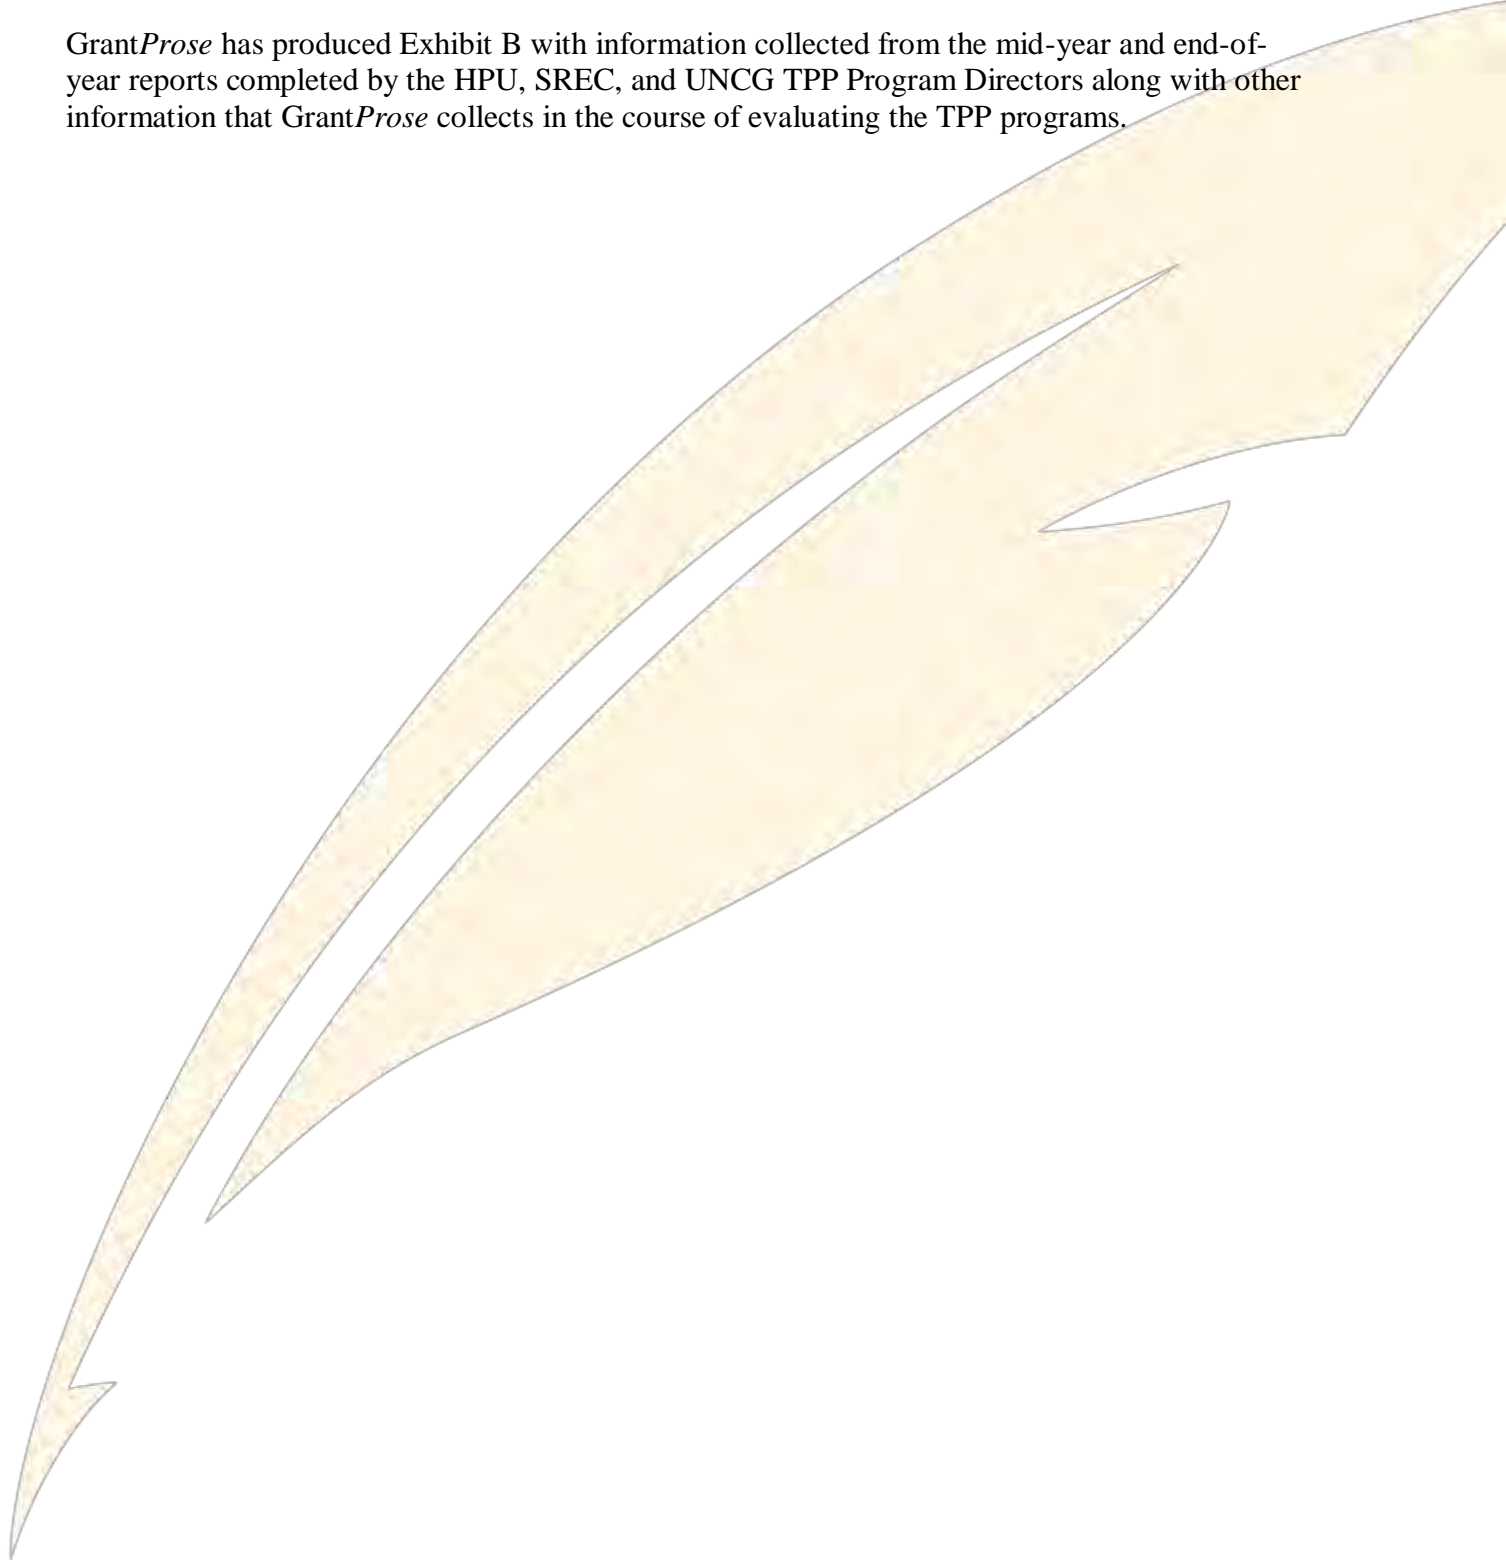 GrantProse has produced Exhibit B with information collected from the mid-year and end-of-
year reports completed by the HPU, SREC, and UNCG TPP Program Directors along with other
information that GrantProse collects in the course of evaluating the TPP programs.